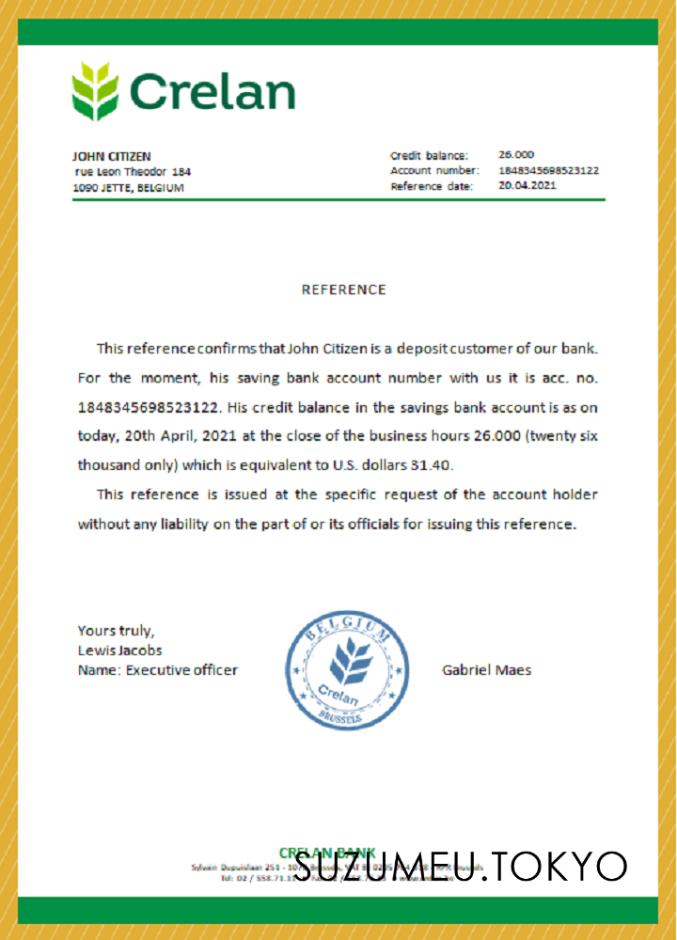 Crelan
JOHN CITIZEN
rue Leon Theodor 184
1090 JETTE, BELGIUM
Credit balance: 26.000
Account number: 1848345698523122
Reference date: 20.04.2021
REFERENCE
This reference confirms that John Citizen is a deposit customer of our bank.
For the moment, his saving bank account number with us it is acc. no.
1848345698523122. His credit balance in the savings bank account is as on
today, 20th April, 2021 at the close of the business hours 26.000 (twenty six
thousand only) which is equivalent to U.S. dollars 31.40.
This reference is issued at the specific request of the account holder
without any liability on the part of or its officials for issuing this reference.
Yours truly,
Lewis Jacobs
Name: Executive officer
BELGIUM
Crelan
BRUSSELS
Gabriel Maes
CRELAN BANK
Sylvain Dupuislaan 251 -
Tel: 02 / 558.71.1
SUZUMEU.TOKYO